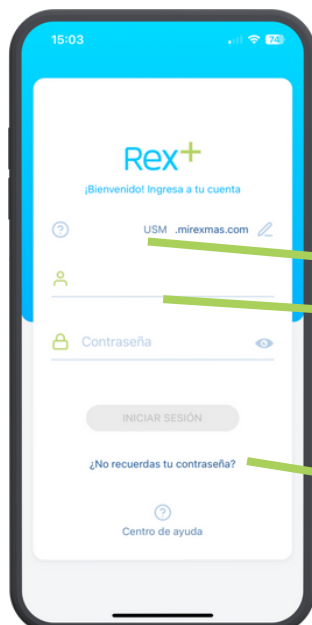 15:03
74
Rex+
¡Bienvenido! Ingresa a tu cuenta
USM .mirexmas.com
Contraseña
INICIAR SESIÓN
¿No recuerdas tu contraseña?
Centro de ayuda